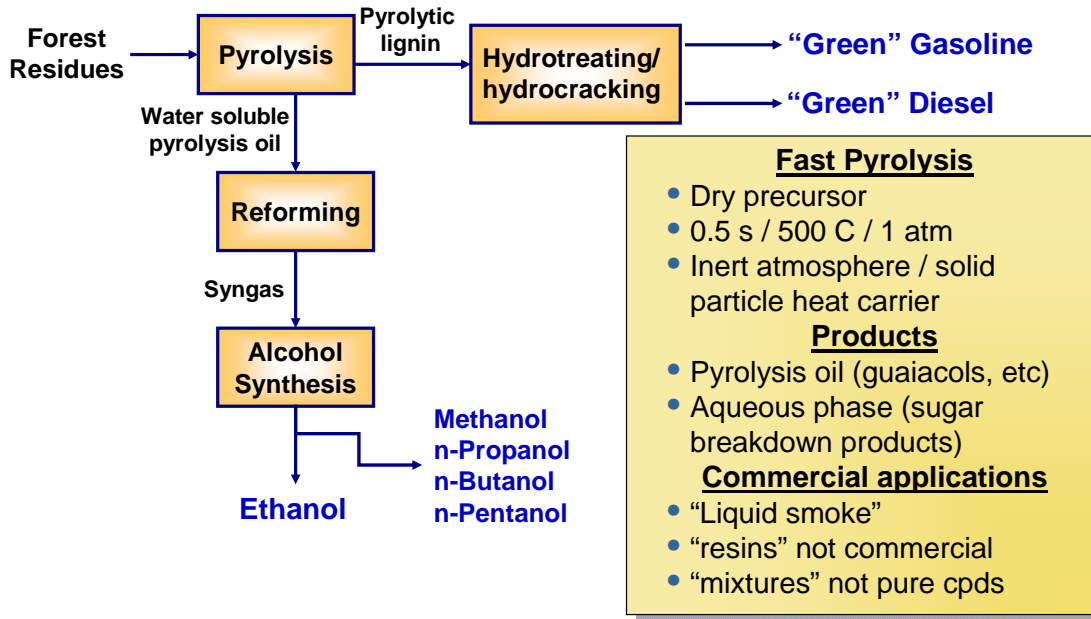 Forest
Residues
Pyrolysis
Pyrolytic
lignin
Hydrotreating/
hydrocracking
“Green” Gasoline
“Green” Diesel
Water soluble
pyrolysis oil
Reforming
Syngas
Alcohol
Synthesis
Ethanol
Methanol
n-Propanol
n-Butanol
n-Pentanol
Fast Pyrolysis
• Dry precursor
• 0.5 s / 500 C / 1 atm
• Inert atmosphere / solid
particle heat carrier
Products
• Pyrolysis oil (guaiacols, etc)
• Aqueous phase (sugar
breakdown products)
Commercial applications
• “Liquid smoke”
• “resins” not commercial
• “mixtures” not pure cpds